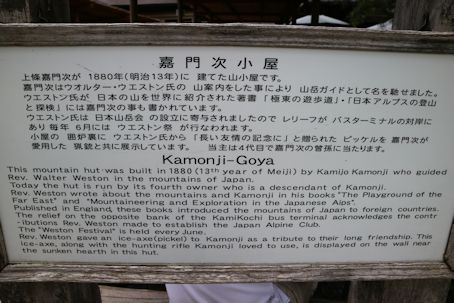 嘉門次小屋
上條嘉門次が 1880年(明治13年)に 建てた山小屋です。
嘉門次はウオルター・ウエストン氏の 山案内をした事により 山岳ガイドとして名を馳せました。
ウエストン氏が 日本の山を世界に紹介された著書「極東の遊歩道」・「日本アルプスの登山
と探検」には嘉門次の事も書かれています。
ウエストン氏は 日本山岳会 の設立に寄与されましたので レリーフが バスターミナルの対岸に
あり毎年 6月には ウエストン祭 が行なわれます。
小屋の 囲炉裏に ウエストン氏から「長い友情の記念に」と贈られた ピッケルを 嘉門次が
愛用した 猟銃と共に展示しています。 当主は4代目で嘉門次の曽孫に当たります。
Kamonji-Goya
This mountain hut was built in 1880 (13th year of Meiji) by Kamijo Kamonji who guided
Rev. Walter Weston in the mountains of Japan.
Today the hut is run by its fourth owner who is a descendant of Kamonji.
Rev. Weston wrote about the mountains and Kamonji in his books "The Playground of the
Far East" and "Mountaineering and Exploration in the Japanese Alps".
Published in England, these books introduced the mountains of Japan to foreign countries.
The relief on the opposite bank of the KamiKochi bus terminal acknowledges the contr
-ibutions Rev. Weston made to establish the Japan Alpine Club.
The "Weston Festival" is held every June.
Rev. Weston gave an ice-axe(pickel) to Kamonji as a tribute to their long friendship. This
ice-axe, along with the hunting rifle Kamonji loved to use, is displayed on the wall near
the sunken hearth in this hut.